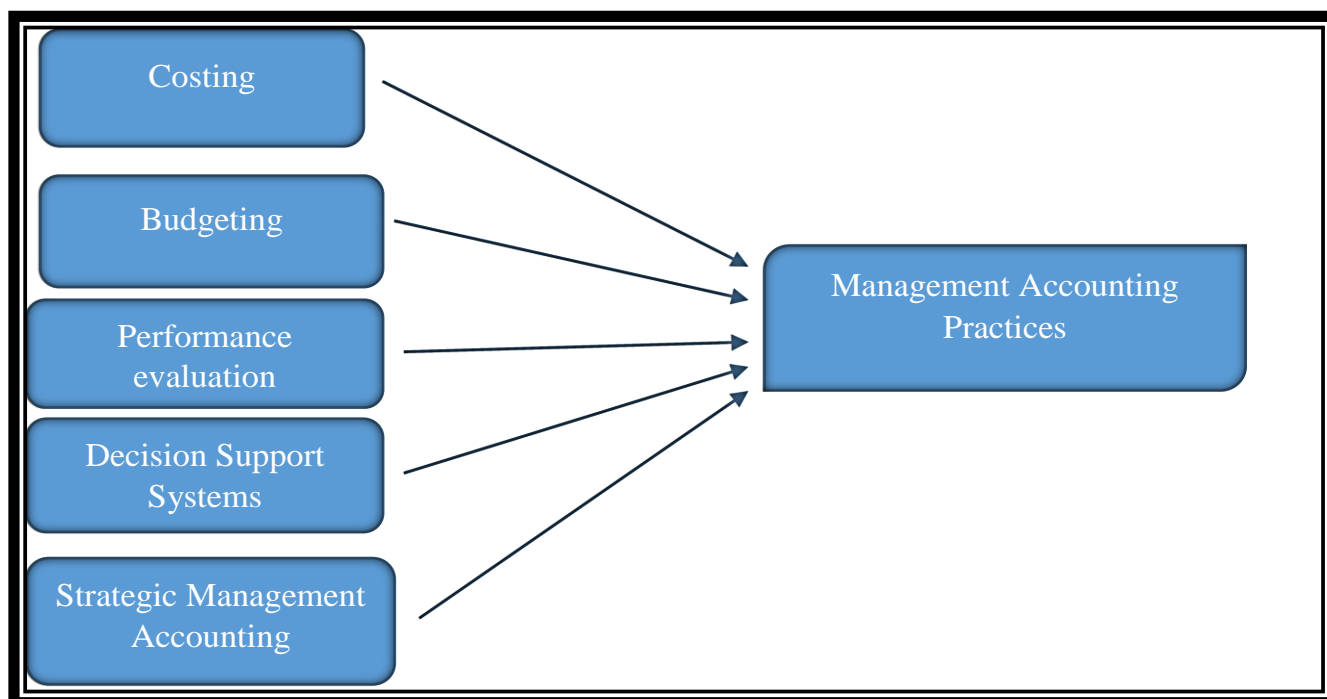 Costing
Budgeting
Performance
evaluation
Decision Support
Systems
Strategic Management
Accounting
Management Accounting
Practices